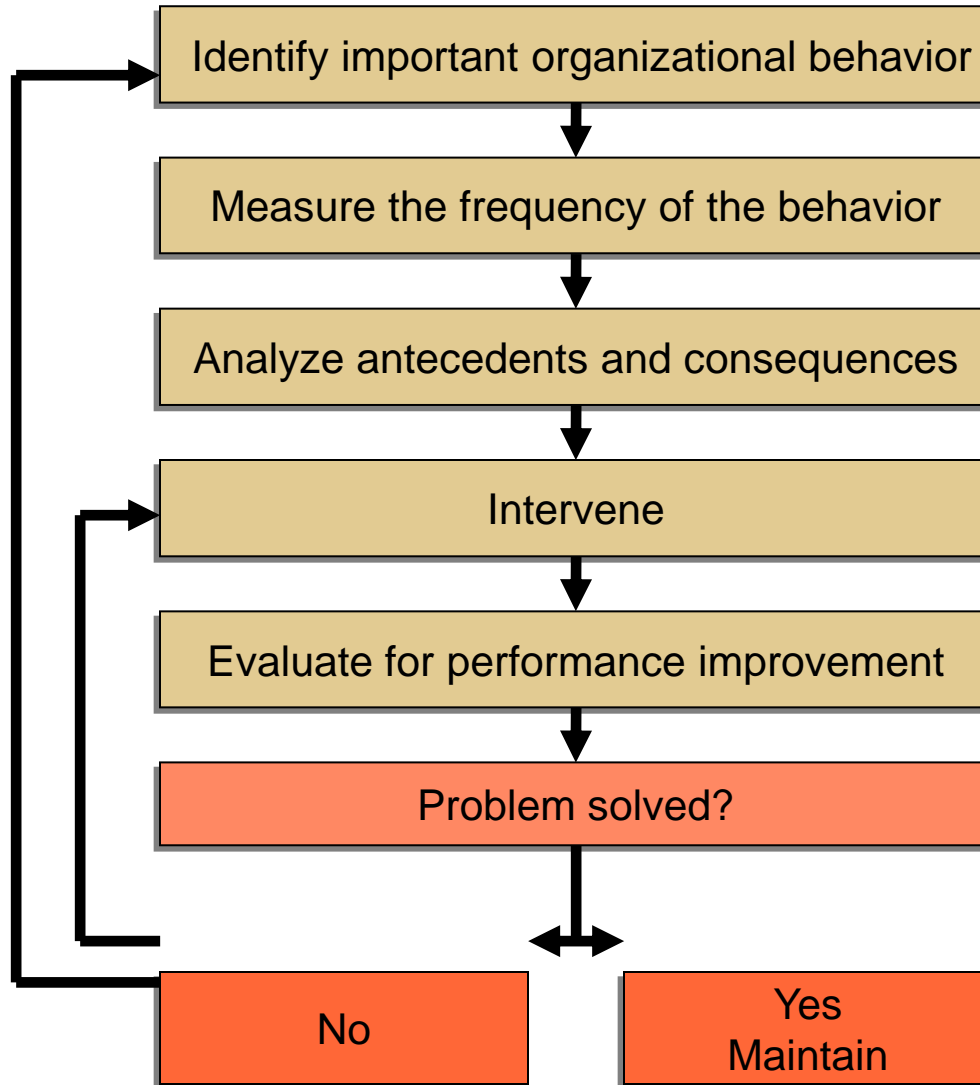 Identify important organizational behavior
Measure the frequency of the behavior
Analyze antecedents and consequences
Intervene
Evaluate for performance improvement
Problem solved?
No
Yes
Maintain